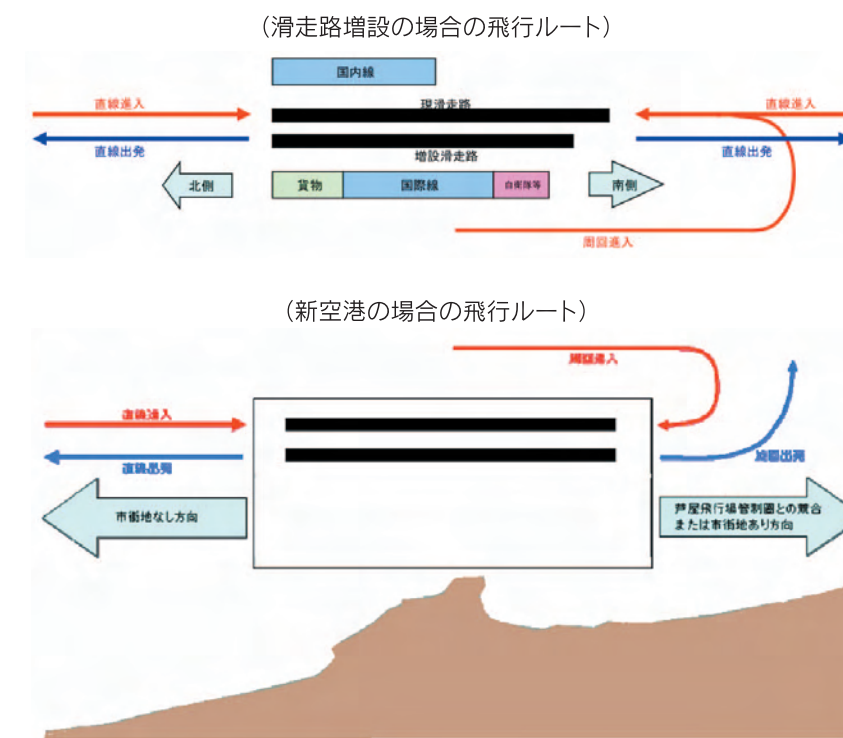 （滑走路増設の場合の飛行ルート）
国内線
直線進入
現滑走路
直線進入
直線出発
増設滑走路
直線出発
北側
貨物
国際線
自衛隊等
南側
周回進入
（新空港の場合の飛行ルート）
周回進入
直線進入
直線出発
旋回出発
市街地なし方向
芦屋飛行場管制圏との競合
または市街地あり方向